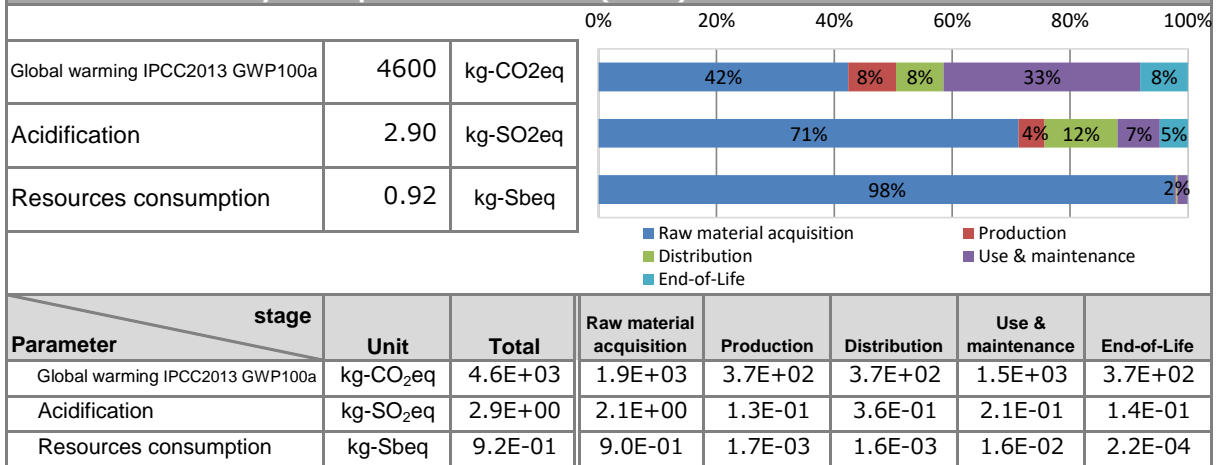 0% 20% 40% 60% 80% 100%
Global warming IPCC2013 GWP100a 4600 kg-CO2eq 42% 8% 8% 33% 8%
Acidification 2.90 kg-SO2eq 71% 4% 12% 7% 5%
Resources consumption 0.92 kg-Sbeq 98% 2%
Raw material acquisition Production
Distribution Use & maintenance
End-of-Life
stage
Parameter Unit Total Raw material acquisition Production Distribution Use & maintenance End-of-Life
Global warming IPCC2013 GWP100a kg-CO₂eq 4.6E+03 1.9E+03 3.7E+02 3.7E+02 1.5E+03 3.7E+02
Acidification kg-SO₂eq 2.9E+00 2.1E+00 1.3E-01 3.6E-01 2.1E-01 1.4E-01
Resources consumption kg-Sbeq 9.2E-01 9.0E-01 1.7E-03 1.6E-03 1.6E-02 2.2E-04